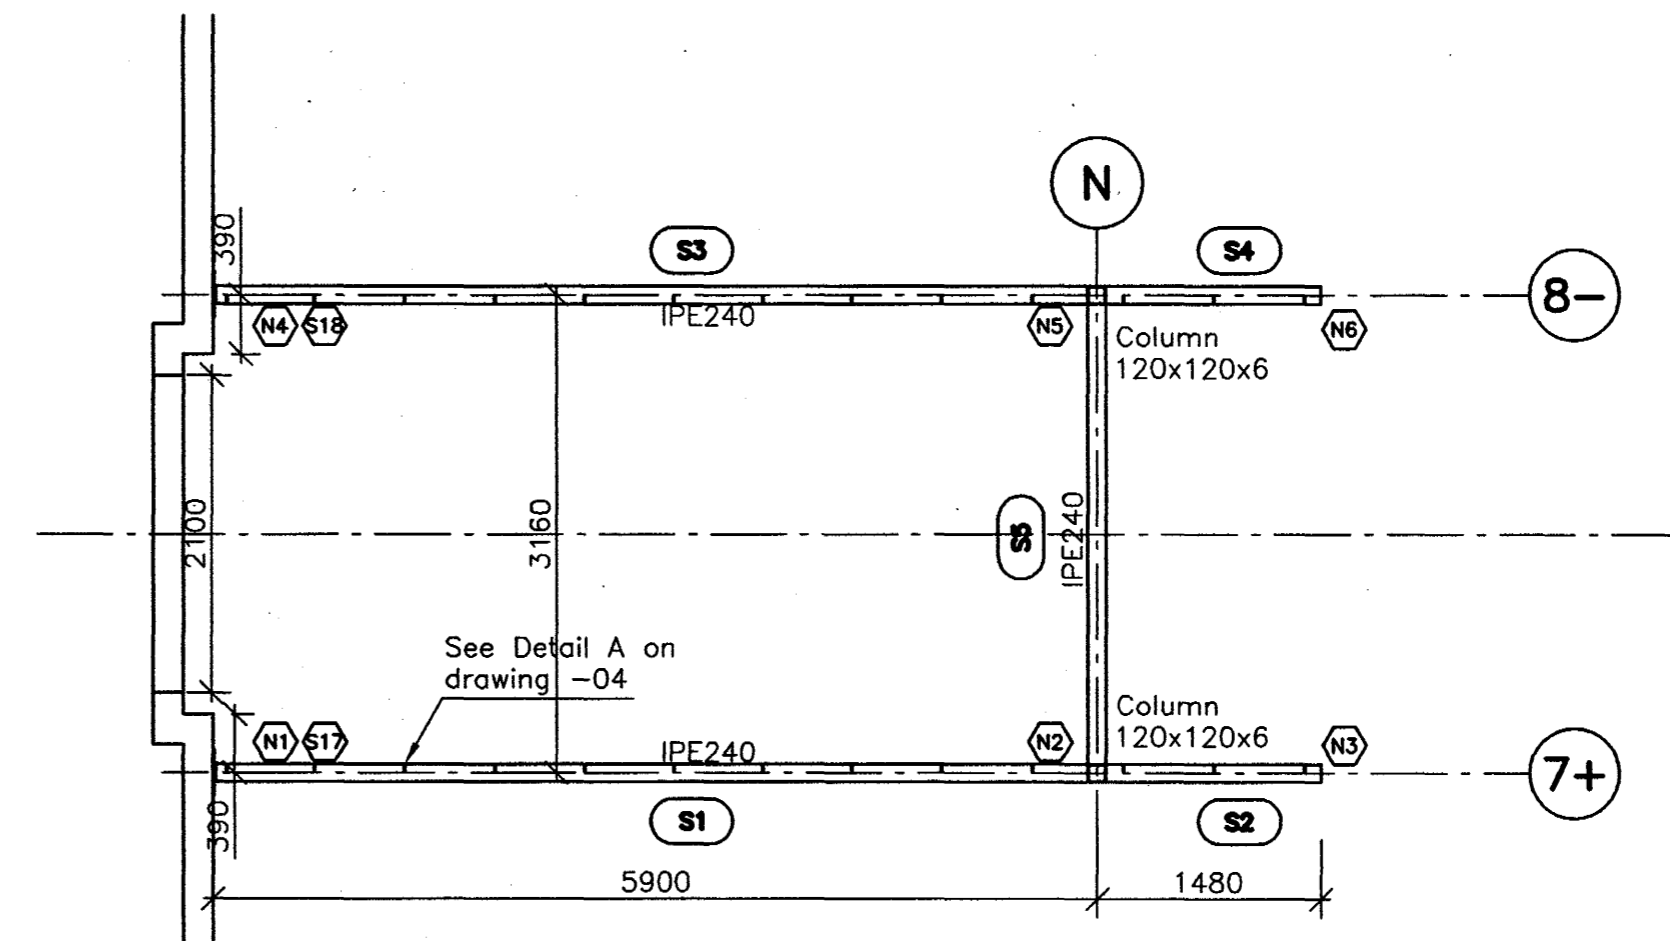 N
390
S3
S4
8-
IPE240
N4
S18
N5
N6
Column
120x120x6
2100
3160
S5
IPE240
See Detail A on
drawing -04
Column
120x120x6
N1
S17
IPE240
N2
N3
7+
390
S1
S2
5900
1480